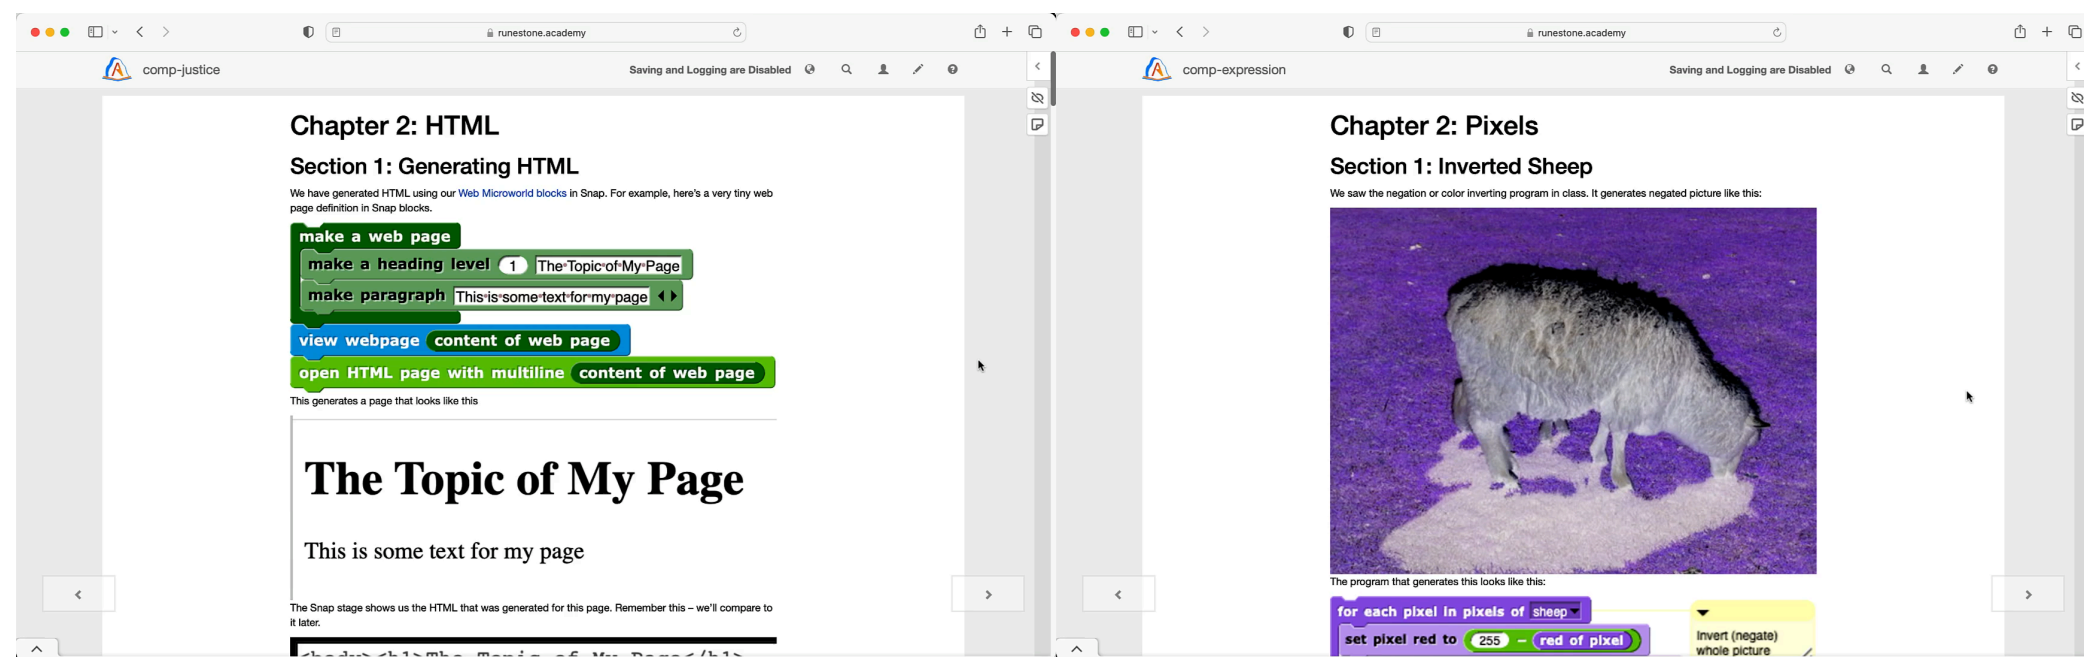 runestone.academy
comp-justice
Saving and Logging are Disabled
Chapter 2: HTML
Section 1: Generating HTML
We have generated HTML using our Web Microworld blocks in Snap. For example, here's a very tiny web
page definition in Snap blocks.
make a web page
make a heading level 1 The Topic of My Page
make paragraph This is some text for my page
view webpage content of web page
open HTML page with multiline content of web page
This generates a page that looks like this
The Topic of My Page
This is some text for my page
The Snap stage shows us the HTML that was generated for this page. Remember this – we'll compare to
it later.
<body><h1>The Topic of My Page</h1>
runestone.academy
comp-expression
Saving and Logging are Disabled
Chapter 2: Pixels
Section 1: Inverted Sheep
We saw the negation or color inverting program in class. It generates negated picture like this:
The program that generates this looks like this:
for each pixel in pixels of sheep
set pixel red to 255 – red of pixel
Invert (negate)
whole picture